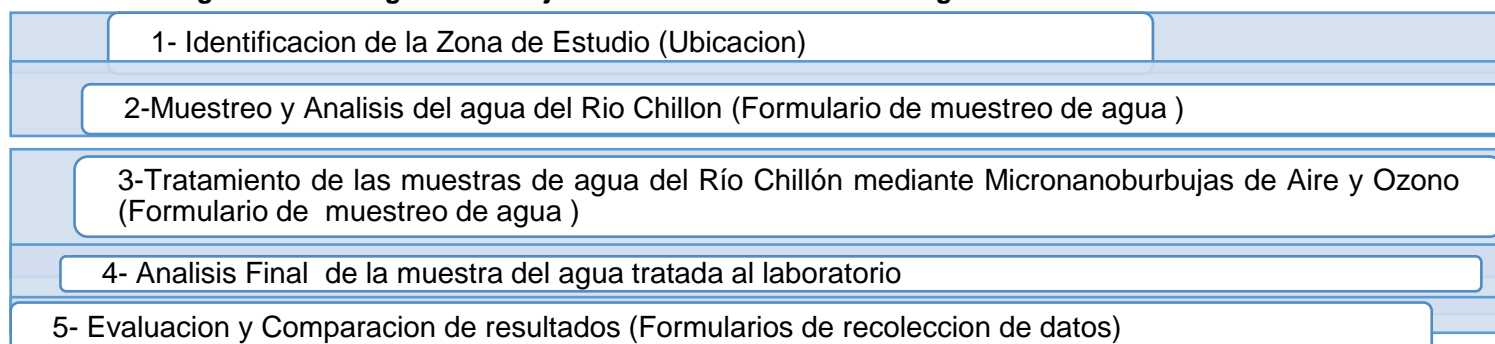 1- Identificacion de la Zona de Estudio (Ubicacion)
2-Muestreo y Analisis del agua del Rio Chillon (Formulario de muestreo de agua )
3-Tratamiento de las muestras de agua del Río Chillón mediante Micronanoburbujas de Aire y Ozono
(Formulario de muestreo de agua )
4- Analisis Final de la muestra del agua tratada al laboratorio
5- Evaluacion y Comparacion de resultados (Formularios de recoleccion de datos)